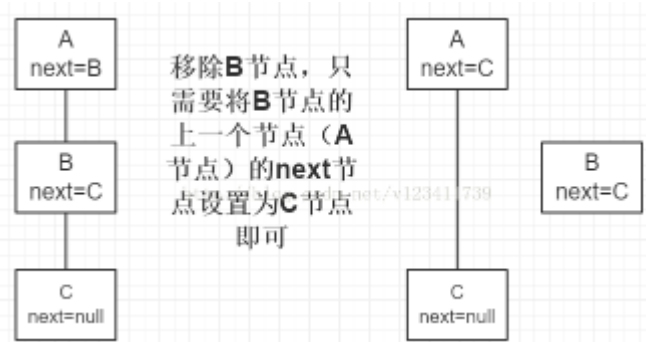 A
next=B
B
next=C
C
next=null
移除B节点，只
需要将B节点的
上一个节点（A
节点）的next节
点设置为C节点
即可
A
next=C
C
next=null
B
next=C